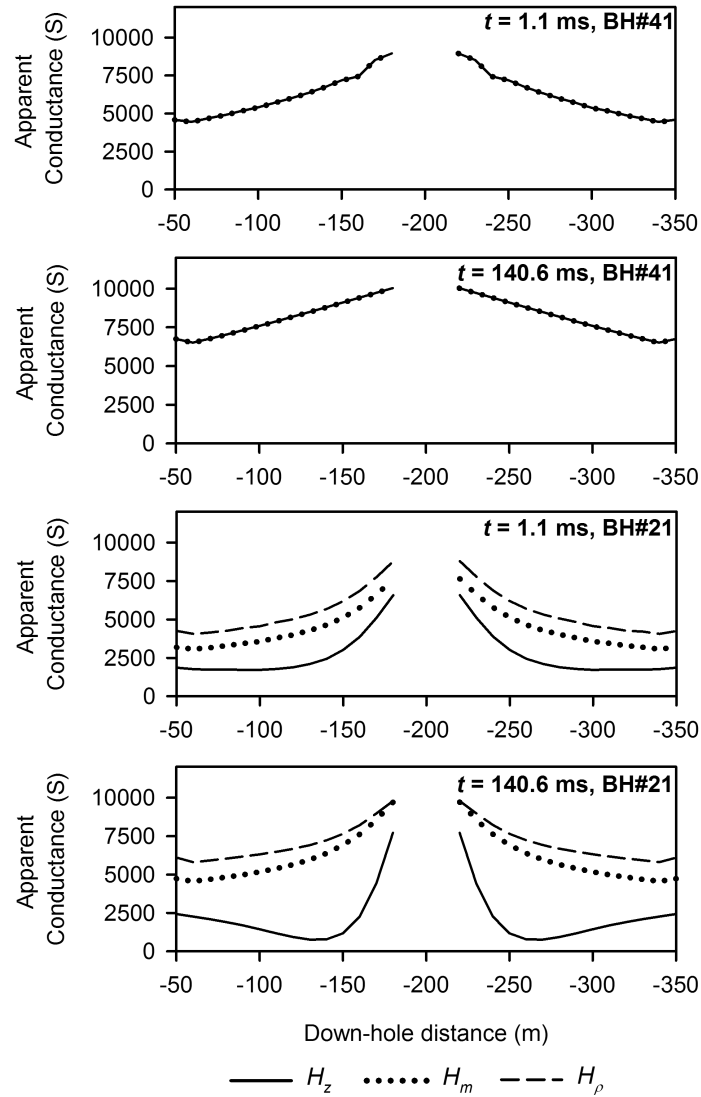 t = 1.1 ms, BH#41
Apparent
Conductance (S)
10000
7500
5000
2500
0
-50 -100 -150 -200 -250 -300 -350
t = 140.6 ms, BH#41
Apparent
Conductance (S)
10000
7500
5000
2500
0
-50 -100 -150 -200 -250 -300 -350
t = 1.1 ms, BH#21
Apparent
Conductance (S)
10000
7500
5000
2500
0
-50 -100 -150 -200 -250 -300 -350
t = 140.6 ms, BH#21
Apparent
Conductance (S)
10000
7500
5000
2500
0
-50 -100 -150 -200 -250 -300 -350
Down-hole distance (m)
Hz Hm Hρ